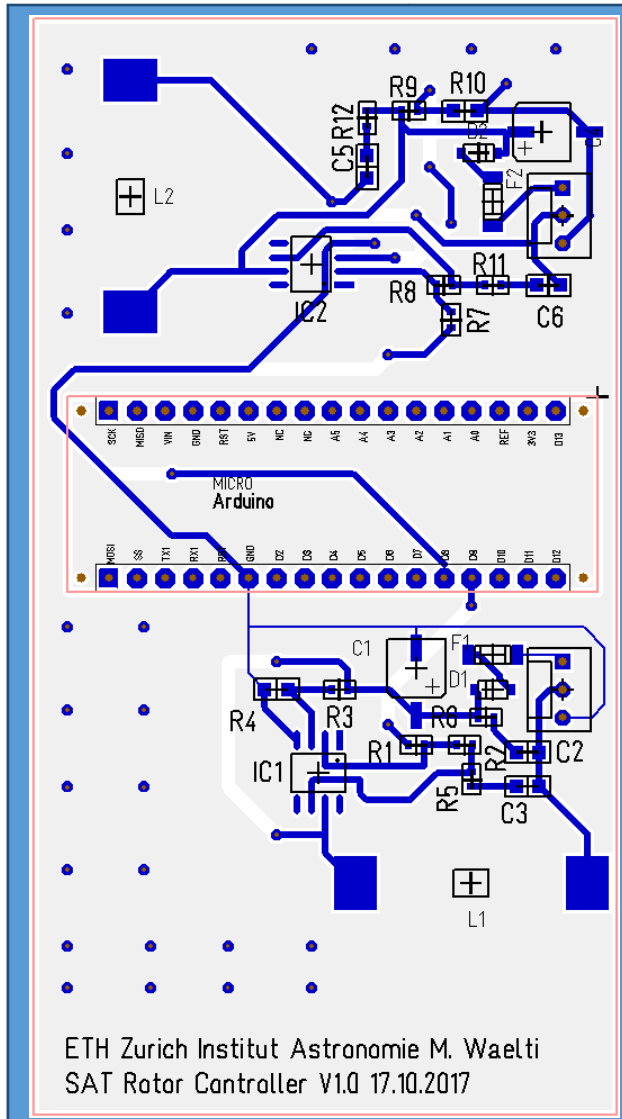 R9
R10
R12
D2
C4
C5
F2
L2
R11
IC2
R8
C6
R7
SCK
MISO
VIN
GND
RST
5V
NC
NC
A5
A4
A3
A2
A1
A0
REF
3V3
D13
MICRO
Arduino
MOSI
SS
TX1
RX1
GND
D2
D3
D4
D5
D6
D7
D8
D9
D10
D11
D12
C1
F1
D1
R4
R3
R6
R1
R2
C2
IC1
R5
C3
L1
ETH Zurich Institut Astronomie M. Waelti
SAT Rotor Controller V1.0 17.10.2017